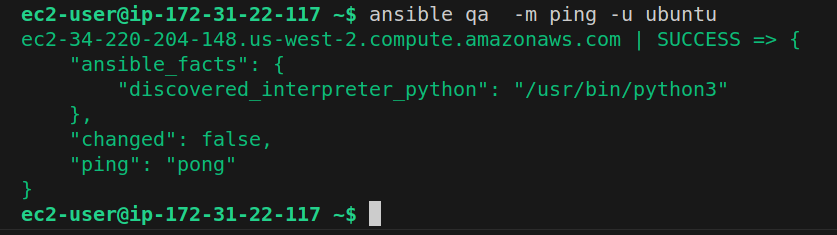 ec2-user@ip-172-31-22-117 ~$ ansible qa  -m ping -u ubuntu
ec2-34-220-204-148.us-west-2.compute.amazonaws.com | SUCCESS => {
    "ansible_facts": {
        "discovered_interpreter_python": "/usr/bin/python3"
    },
    "changed": false,
    "ping": "pong"
}
ec2-user@ip-172-31-22-117 ~$